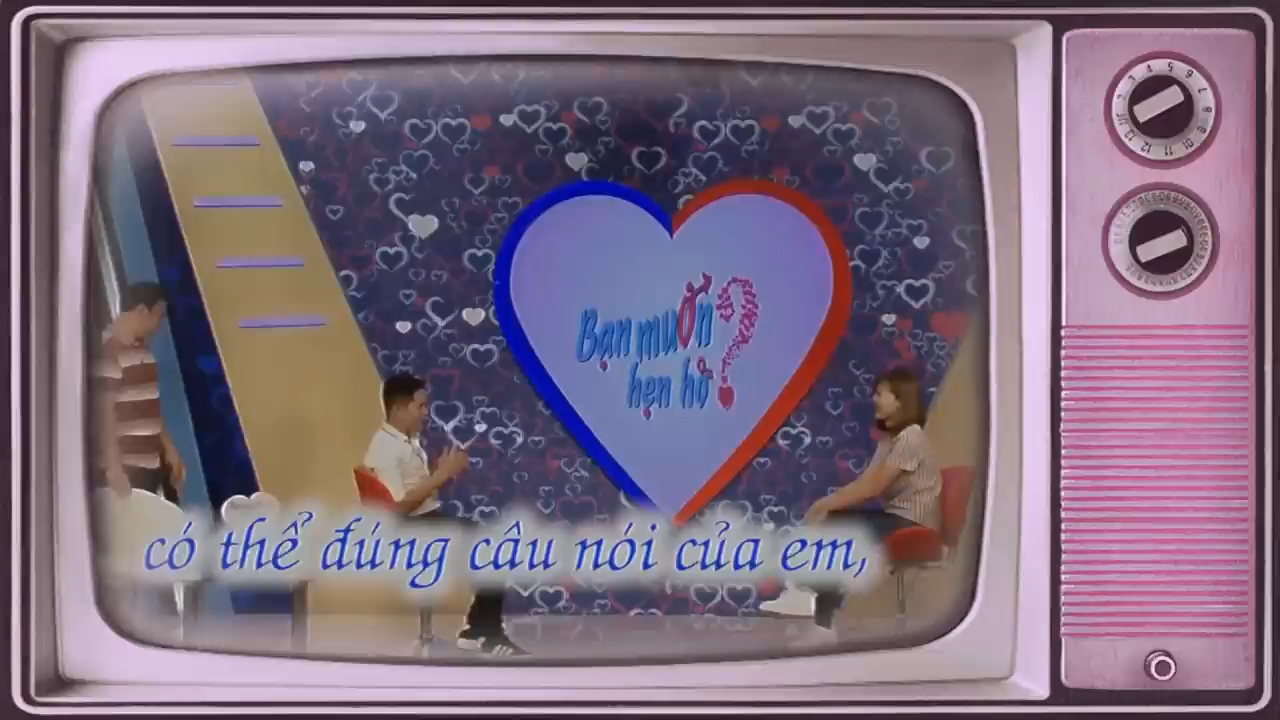 Bạn muốn
hẹn hò
?
có thể đúng câu nói của em,